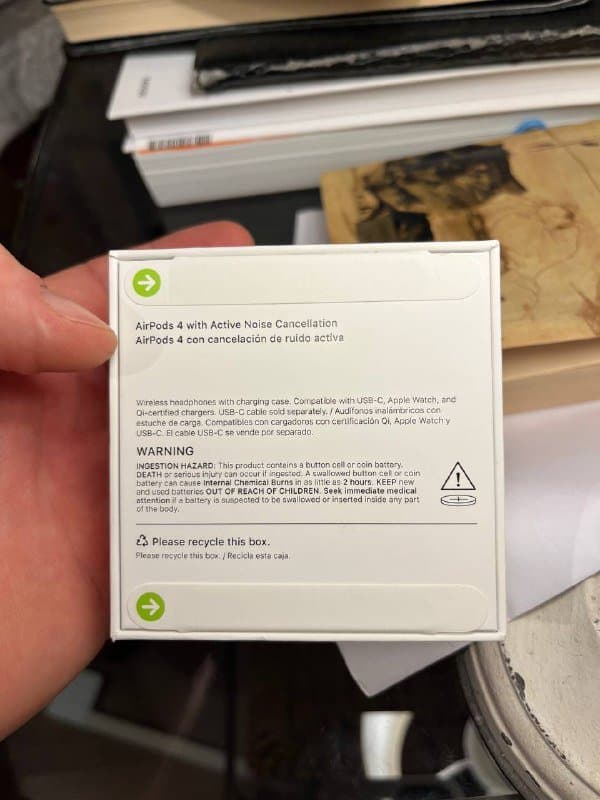 AirPods 4 with Active Noise Cancellation
AirPods 4 con cancelación de ruido activa
Wireless headphones with charging case. Compatible with USB-C, Apple Watch, and
Qi-certified chargers. USB-C cable sold separately. / Audífonos inalámbricos con
estuche de carga. Compatibles con cargadores con certificación Qi, Apple Watch y
USB-C. El cable USB-C se vende por separado.
WARNING
INGESTION HAZARD: This product contains a button cell or coin battery.
DEATH or serious injury can occur if ingested. A swallowed button cell or coin
battery can cause Internal Chemical Burns in as little as 2 hours. KEEP new
and used batteries OUT OF REACH OF CHILDREN. Seek immediate medical
attention if a battery is suspected to be swallowed or inserted inside any part
of the body.
Please recycle this box.
Please recycle this box. / Recicla esta caja.